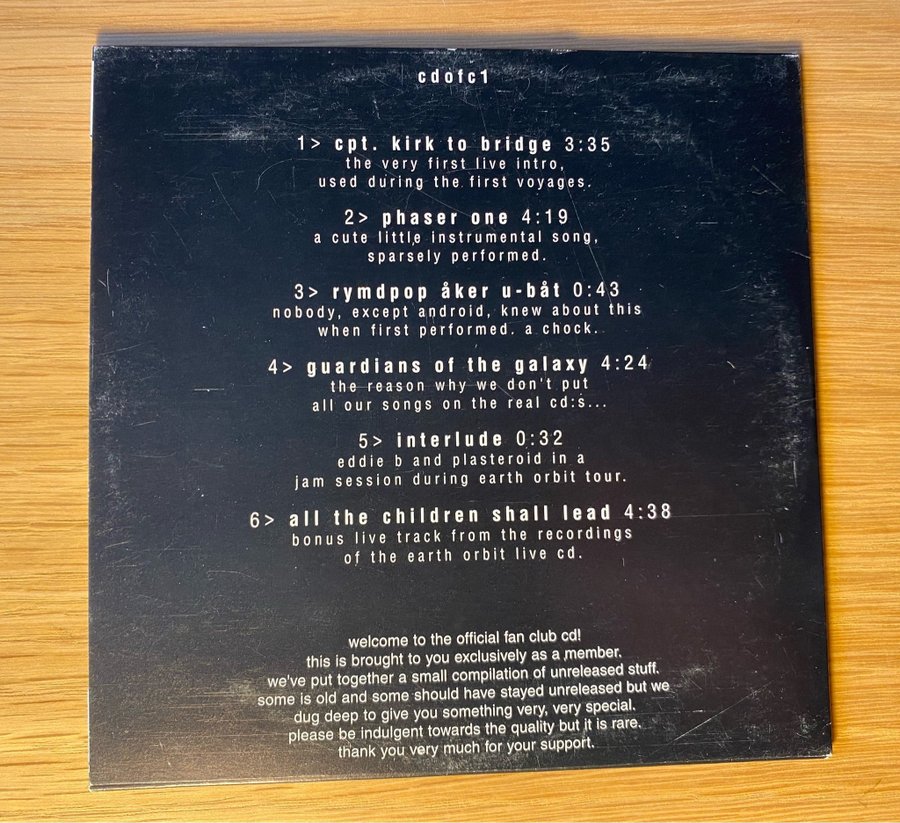 cdofc1
1> cpt. kirk to bridge 3:35
the very first live intro,
used during the first voyages.
2> phaser one 4:19
a cute little instrumental song,
sparsely performed.
3> rymdpop åker u-båt 0:43
nobody, except android, knew about this
when first performed. a chock.
4> guardians of the galaxy 4:24
the reason why we don't put
all our songs on the real cd:s...
5> interlude 0:32
eddie b and plasteroid in a
jam session during earth orbit tour.
6> all the children shall lead 4:38
bonus live track from the recordings
of the earth orbit live cd.
welcome to the official fan club cd!
this is brought to you exclusively as a member.
we've put together a small compilation of unreleased stuff.
some is old and some should have stayed unreleased but we
dug deep to give you something very, very special.
please be indulgent towards the quality but it is rare.
thank you very much for your support.